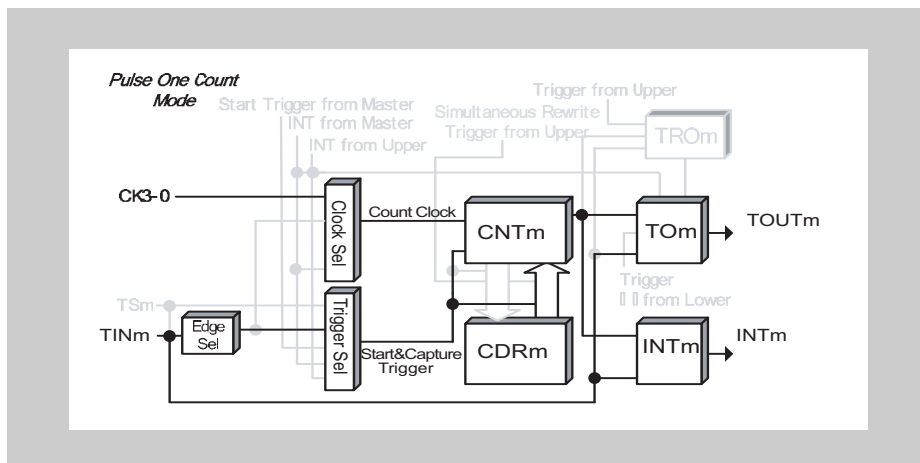 Pulse One Count
Mode
Start Trigger from Master
INT from Master
INT from Upper
Simultaneous Rewrite
Trigger from Upper
Trigger from Upper
TROm
CK3-0
Clock Sel
Count Clock
CNTm
TOm
TOUTm
Trigger
from Lower
TSm
TINm
Edge
Sel
Trigger Sel
Start&Capture
Trigger
CDRm
INTm
INTm